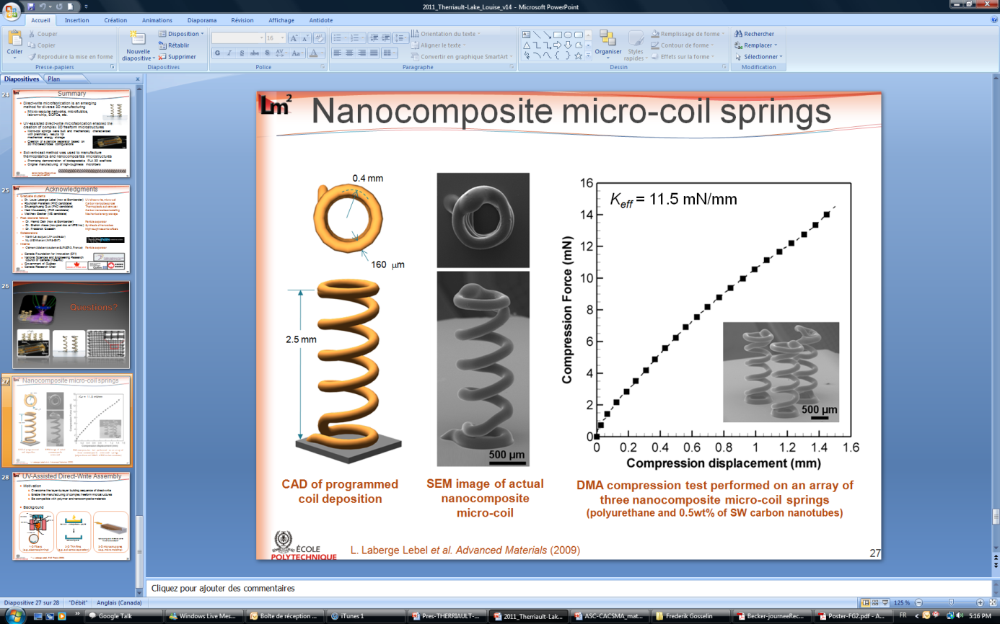 2011_Therriault-Lake_Louise_v14 - Microsoft PowerPoint
Accueil Insertion Création Animations Diaporama Révision Affichage Antidote
Coller
Couper
Copier
Reproduire la mise en forme
Presse-papiers
Nouvelle diapositive
Disposition
Rétablir
Supprimer
Diapositives
16
Police
Orientation du texte
Aligner le texte
Convertir en graphique SmartArt
Paragraphe
Organiser
Styles rapides
Remplissage de forme
Contour de forme
Effets sur la forme
Dessin
Rechercher
Remplacer
Sélectionner
Modification
Diapositives Plan
24
Summary
25
Acknowledgments
26
Questions?
27
Nanocomposite micro-coil springs
28
UV-Assisted Direct-Write Assembly
Motivation
Background
Lm2
Nanocomposite micro-coil springs
0.4 mm
160 μm
2.5 mm
CAD of programmed
coil deposition
500 μm
SEM image of actual
nanocomposite
micro-coil
Keff = 11.5 mN/mm
Compression Force (mN)
16
14
12
10
8
6
4
2
0
500 μm
0 0.2 0.4 0.6 0.8 1 1.2 1.4 1.6
Compression displacement (mm)
DMA compression test performed on an array of
three nanocomposite micro-coil springs
(polyurethane and 0.5wt% of SW carbon nanotubes)
ÉCOLE
POLYTECHNIQUE
L. Laberge Lebel et al. Advanced Materials (2009)
27
Cliquez pour ajouter des commentaires
Diapositive 27 sur 28 "Débit" Anglais (Canada) 125 %
Google Talk Windows Live Mes... Boîte de réception ... iTunes 1 Pres-THERRIAULT-... 2011_Therriault-Lak... ASC-CACSMA_mat... Frederik Gosselin Becker-journeeRec... Poster-FG2.pdf - A... FR 5:16 PM